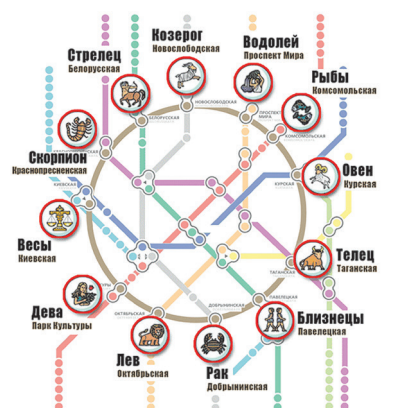 Козерог
Новослободская
Водолей
Проспект Мира
Стрелец
Белорусская
Рыбы
Комсомольская
НОВОСЛОБОДСКАЯ
БЕЛОРУССКАЯ
ПРОСПЕКТ
МИРА
КОМСОМОЛЬСКАЯ
Скорпион
Краснопресненская
Овен
Курская
КИЕВСКАЯ
КУРСКАЯ
Весы
Киевская
Телец
Таганская
ТАГАНСКАЯ
Дева
Парк Культуры
ОКТЯБРЬСКАЯ
ДОБРЫНИНСКАЯ
ПАВЕЛЕЦКАЯ
Близнецы
Павелецкая
Лев
Октябрьская
Рак
Добрынинская